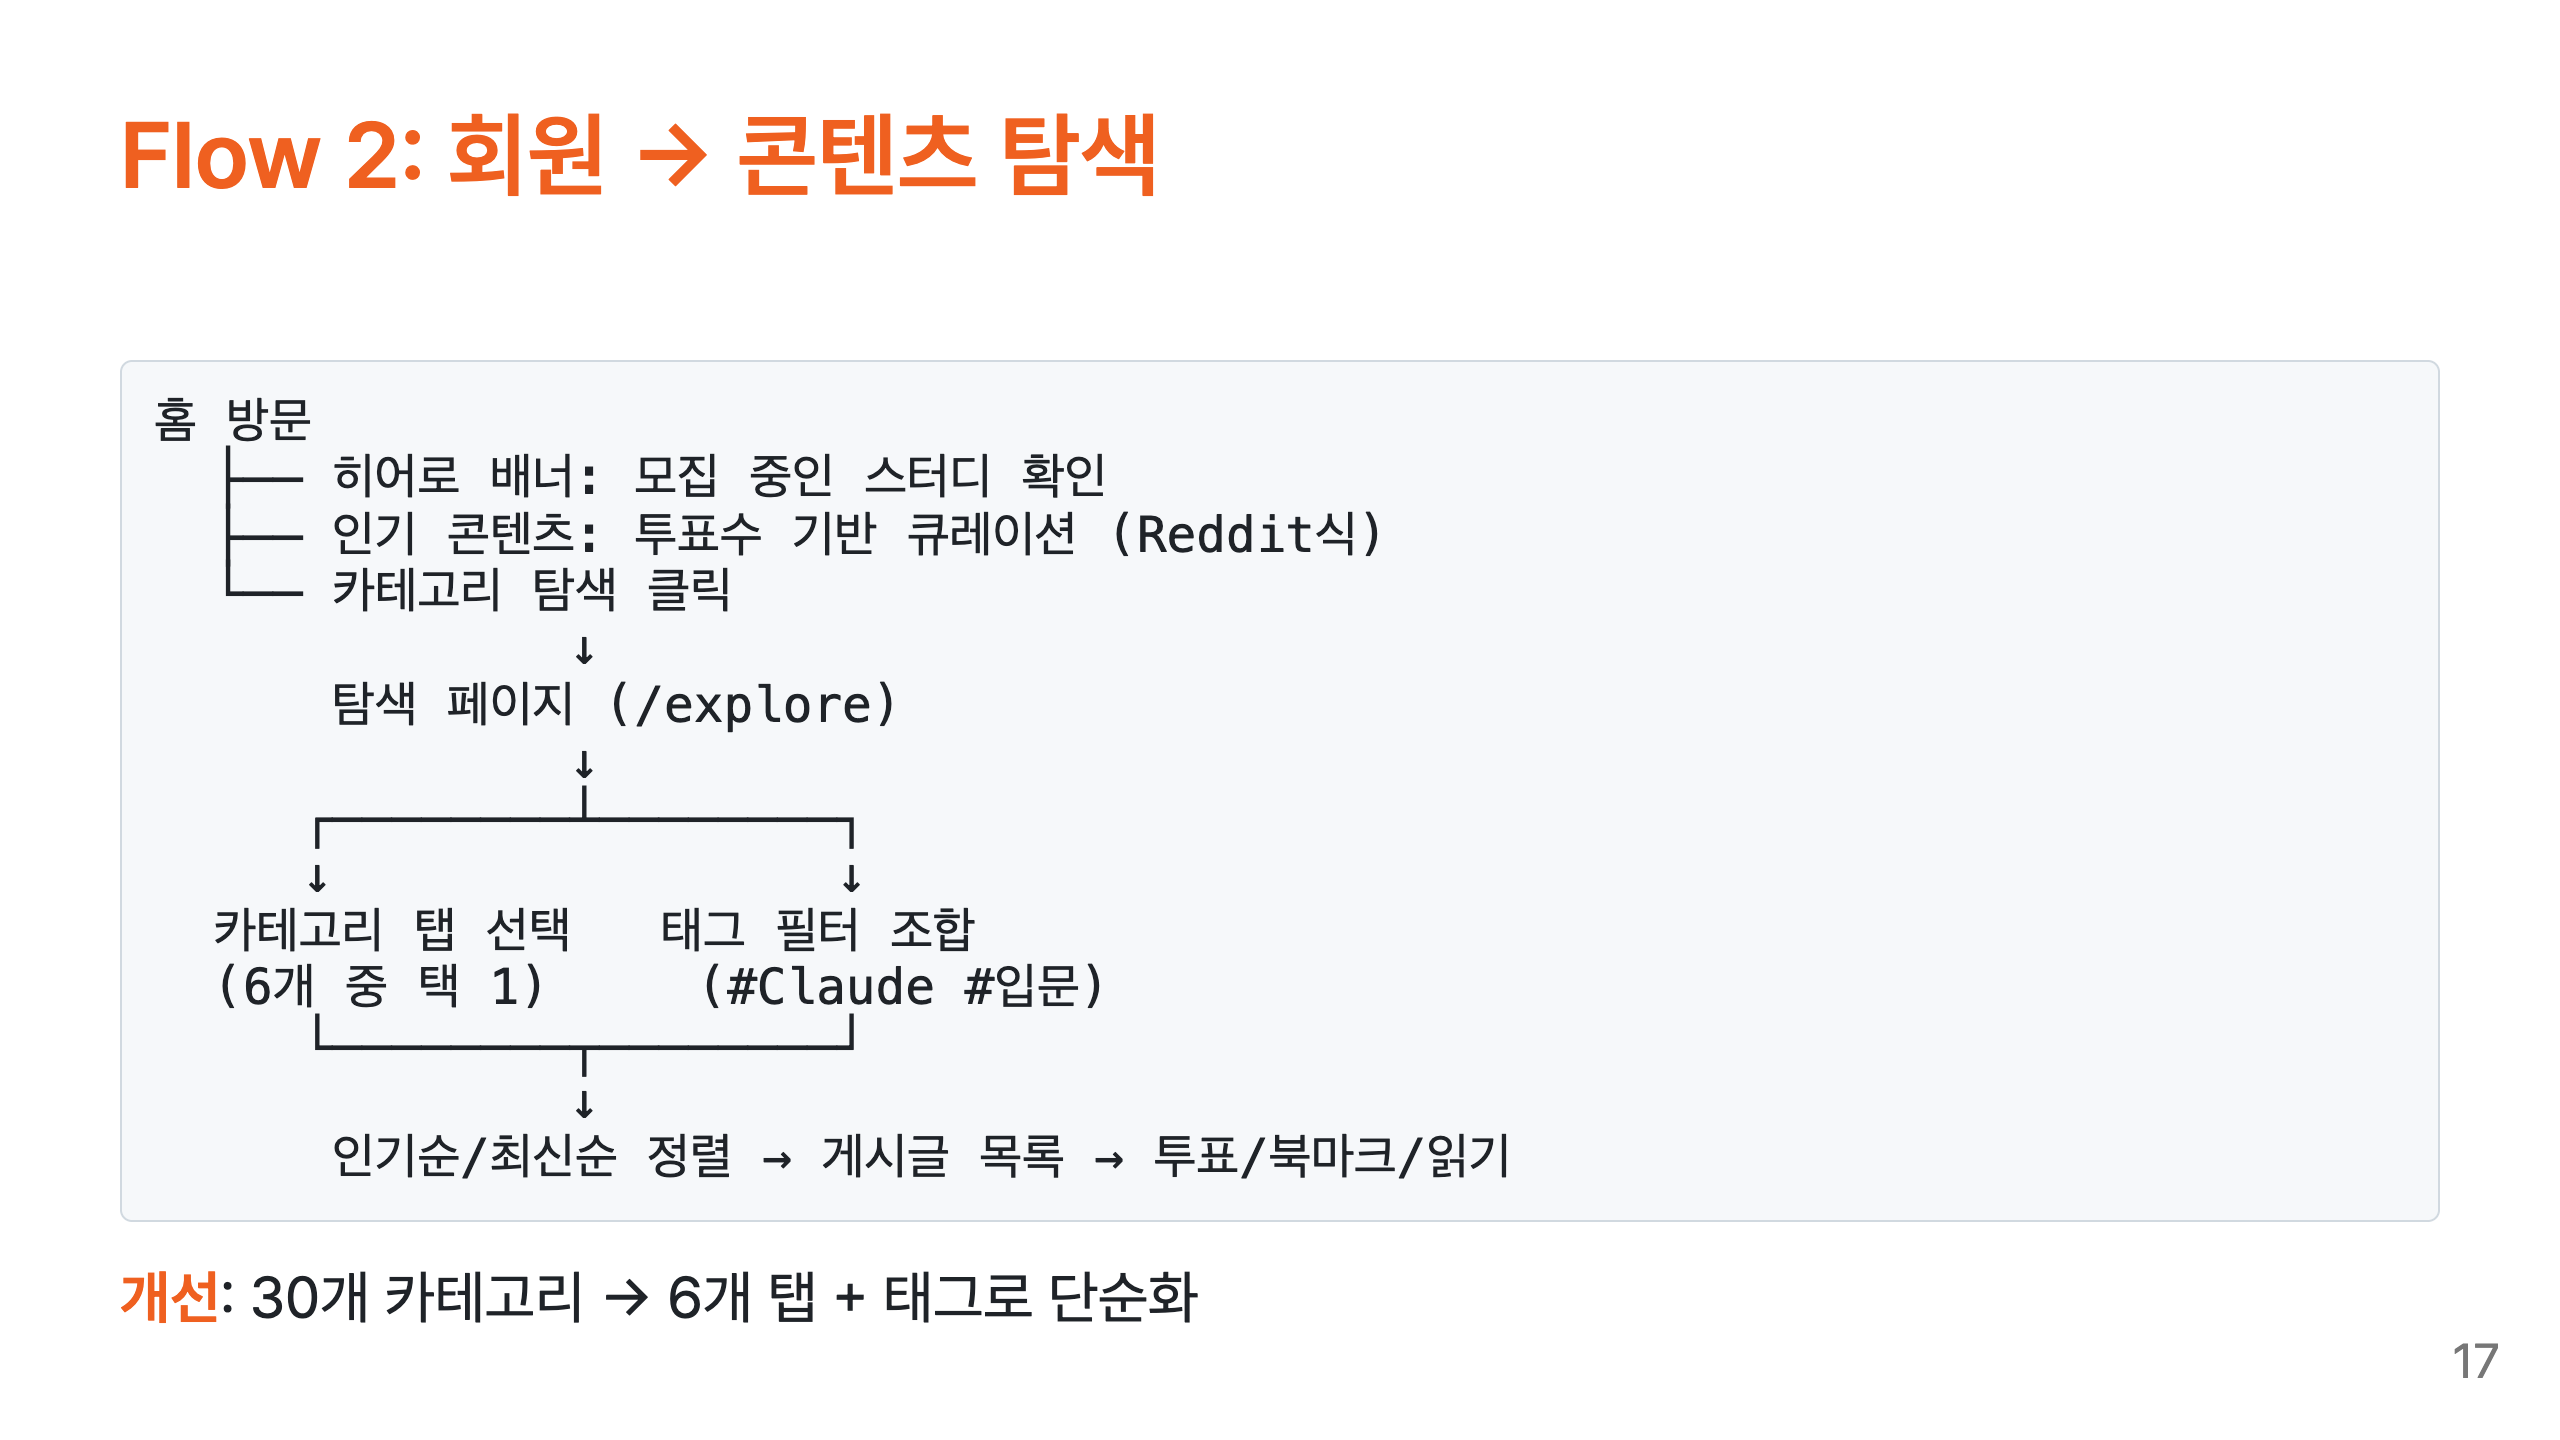 Flow 2: 회원 → 콘텐츠 탐색
홈 방문
├── 히어로 배너: 모집 중인 스터디 확인
├── 인기 콘텐츠: 투표수 기반 큐레이션 (Reddit식)
└── 카테고리 탐색 클릭
↓
탐색 페이지 (/explore)
↓
↓ ↓
카테고리 탭 선택 태그 필터 조합
(6개 중 택 1) (#Claude #입문)
↓
인기순/최신순 정렬 → 게시글 목록 → 투표/북마크/읽기
개선: 30개 카테고리 → 6개 탭 + 태그로 단순화
17